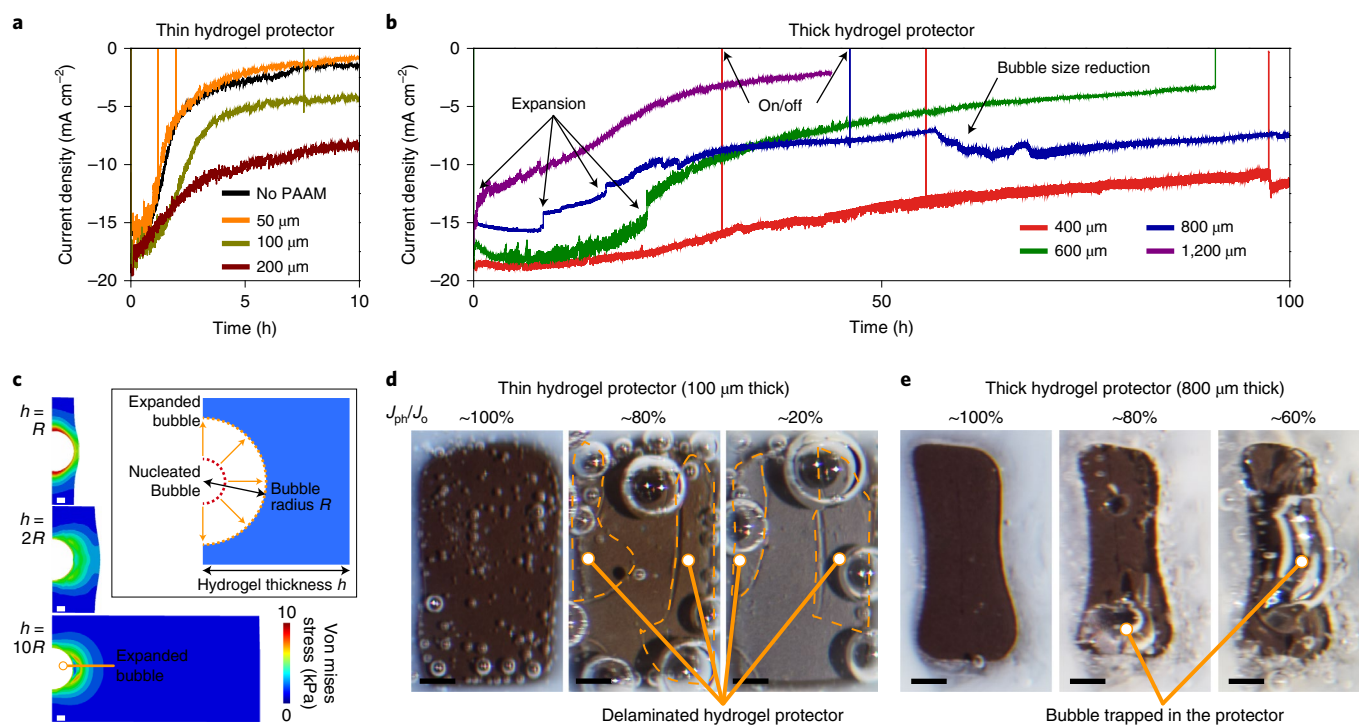 a
Thin hydrogel protector
0
−5
−10
−15
−20
Current density (mA cm−2)
No PAAM
50 μm
100 μm
200 μm
0
5
10
Time (h)
b
Thick hydrogel protector
0
−5
−10
−15
−20
Current density (mA cm−2)
Expansion
On/off
Bubble size reduction
400 μm
800 μm
600 μm
1,200 μm
0
50
100
Time (h)
c
h =
R
h =
2R
h =
10R
Expanded
bubble
Nucleated
Bubble
Bubble
radius R
Hydrogel thickness h
Expanded
bubble
10
0
Von mises
stress (kPa)
d
Thin hydrogel protector (100 μm thick)
Jph/Jo
~100%
~80%
~20%
Delaminated hydrogel protector
e
Thick hydrogel protector (800 μm thick)
~100%
~80%
~60%
Bubble trapped in the protector